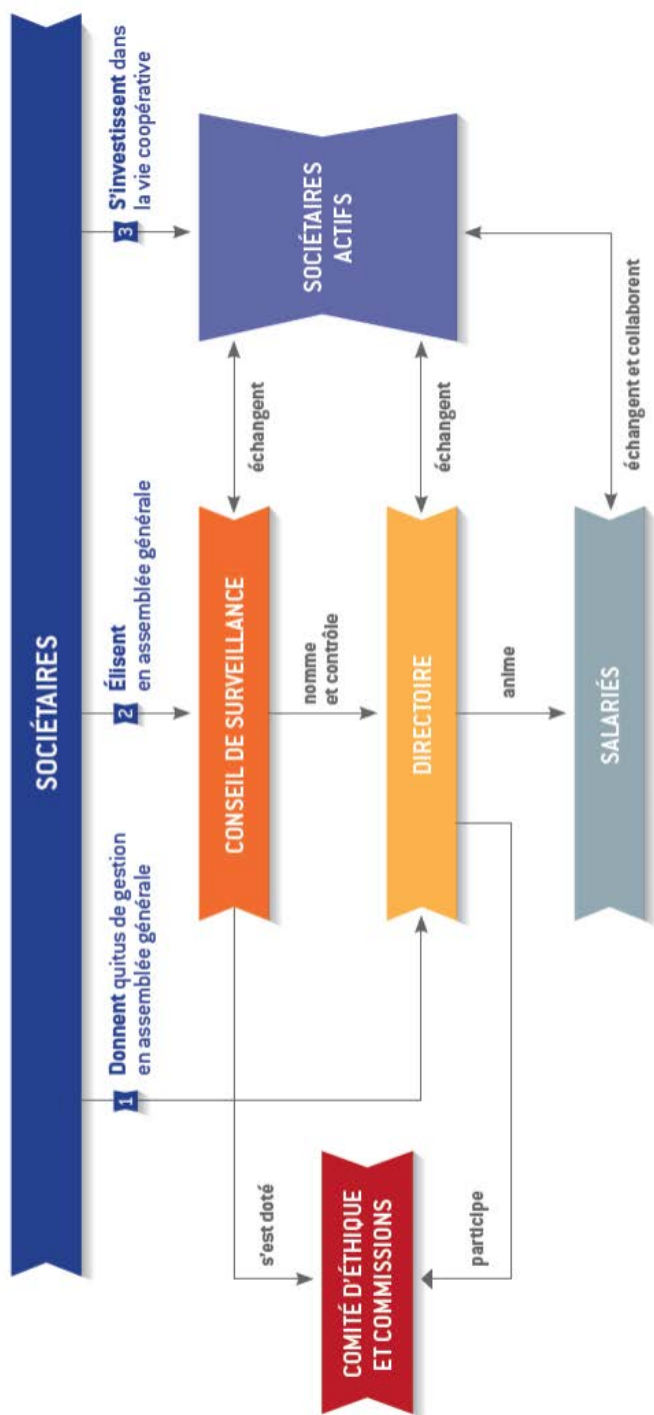 SOCIÉTAIRES
1 Donnent quitus de gestion
en assemblée générale
2 Élisent
en assemblée générale
3 S'investissent dans
la vie coopérative
CONSEIL DE SURVEILLANCE
échangent
SOCIÉTAIRES
ACTIFS
s'est doté
nomme
et contrôle
COMITÉ D'ÉTHIQUE
ET COMMISSIONS
DIRECTOIRE
échangent
participe
anime
SALARIÉS
échangent et collaborent